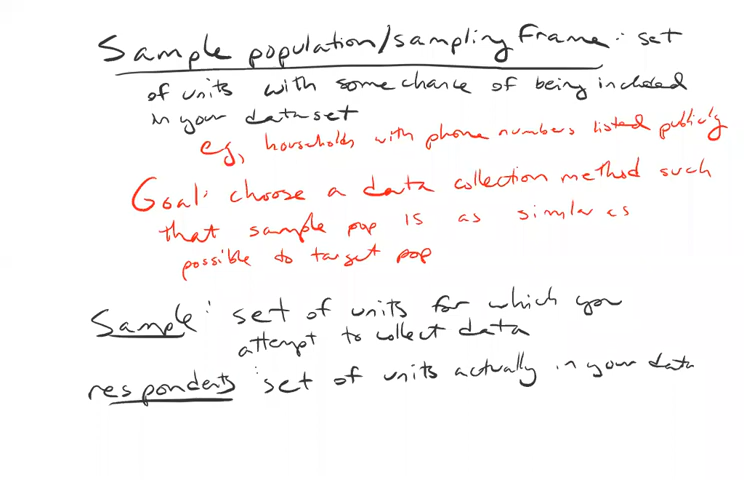 Sample population/sampling Frame: set
of units with some chance of being included
in your dataset
eg, households with phone numbers listed publicly
Goal: choose a data collection method such
that sample pop is as similar as
possible to target pop
Sample: set of units for which you
attempt to collect data
respondents: set of units actually in your data